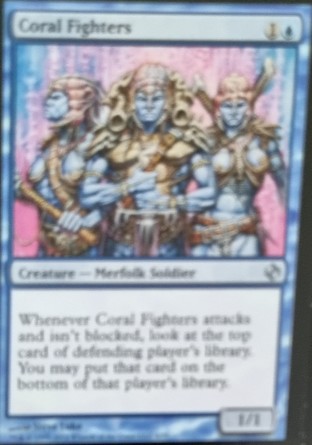 Coral Fighters 1
Creature — Merfolk Soldier
Whenever Coral Fighters attacks
and isn't blocked, look at the top
card of defending player's library.
You may put that card on the
bottom of that player's library.
1/1